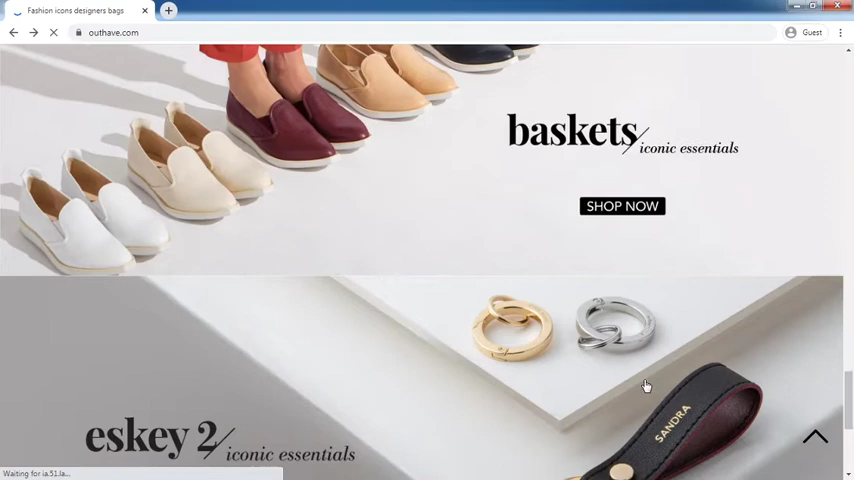 Fashion icons designers bags
outhave.com
Guest
baskets
iconic essentials
SHOP NOW
SANDRA
eskey 2
iconic essentials
Waiting for ia.51.la...